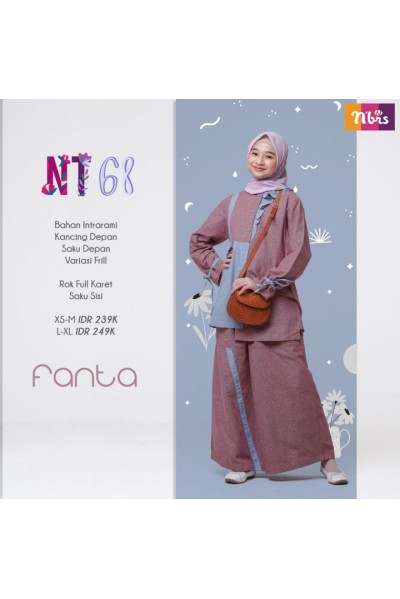 Nbrs
NT 68
Bahan Intrarami
Kancing Depan
Saku Depan
Variasi Frill
Rok Full Karet
Saku Sisi
XS-M IDR 239K
L-XL IDR 249K
Fanta